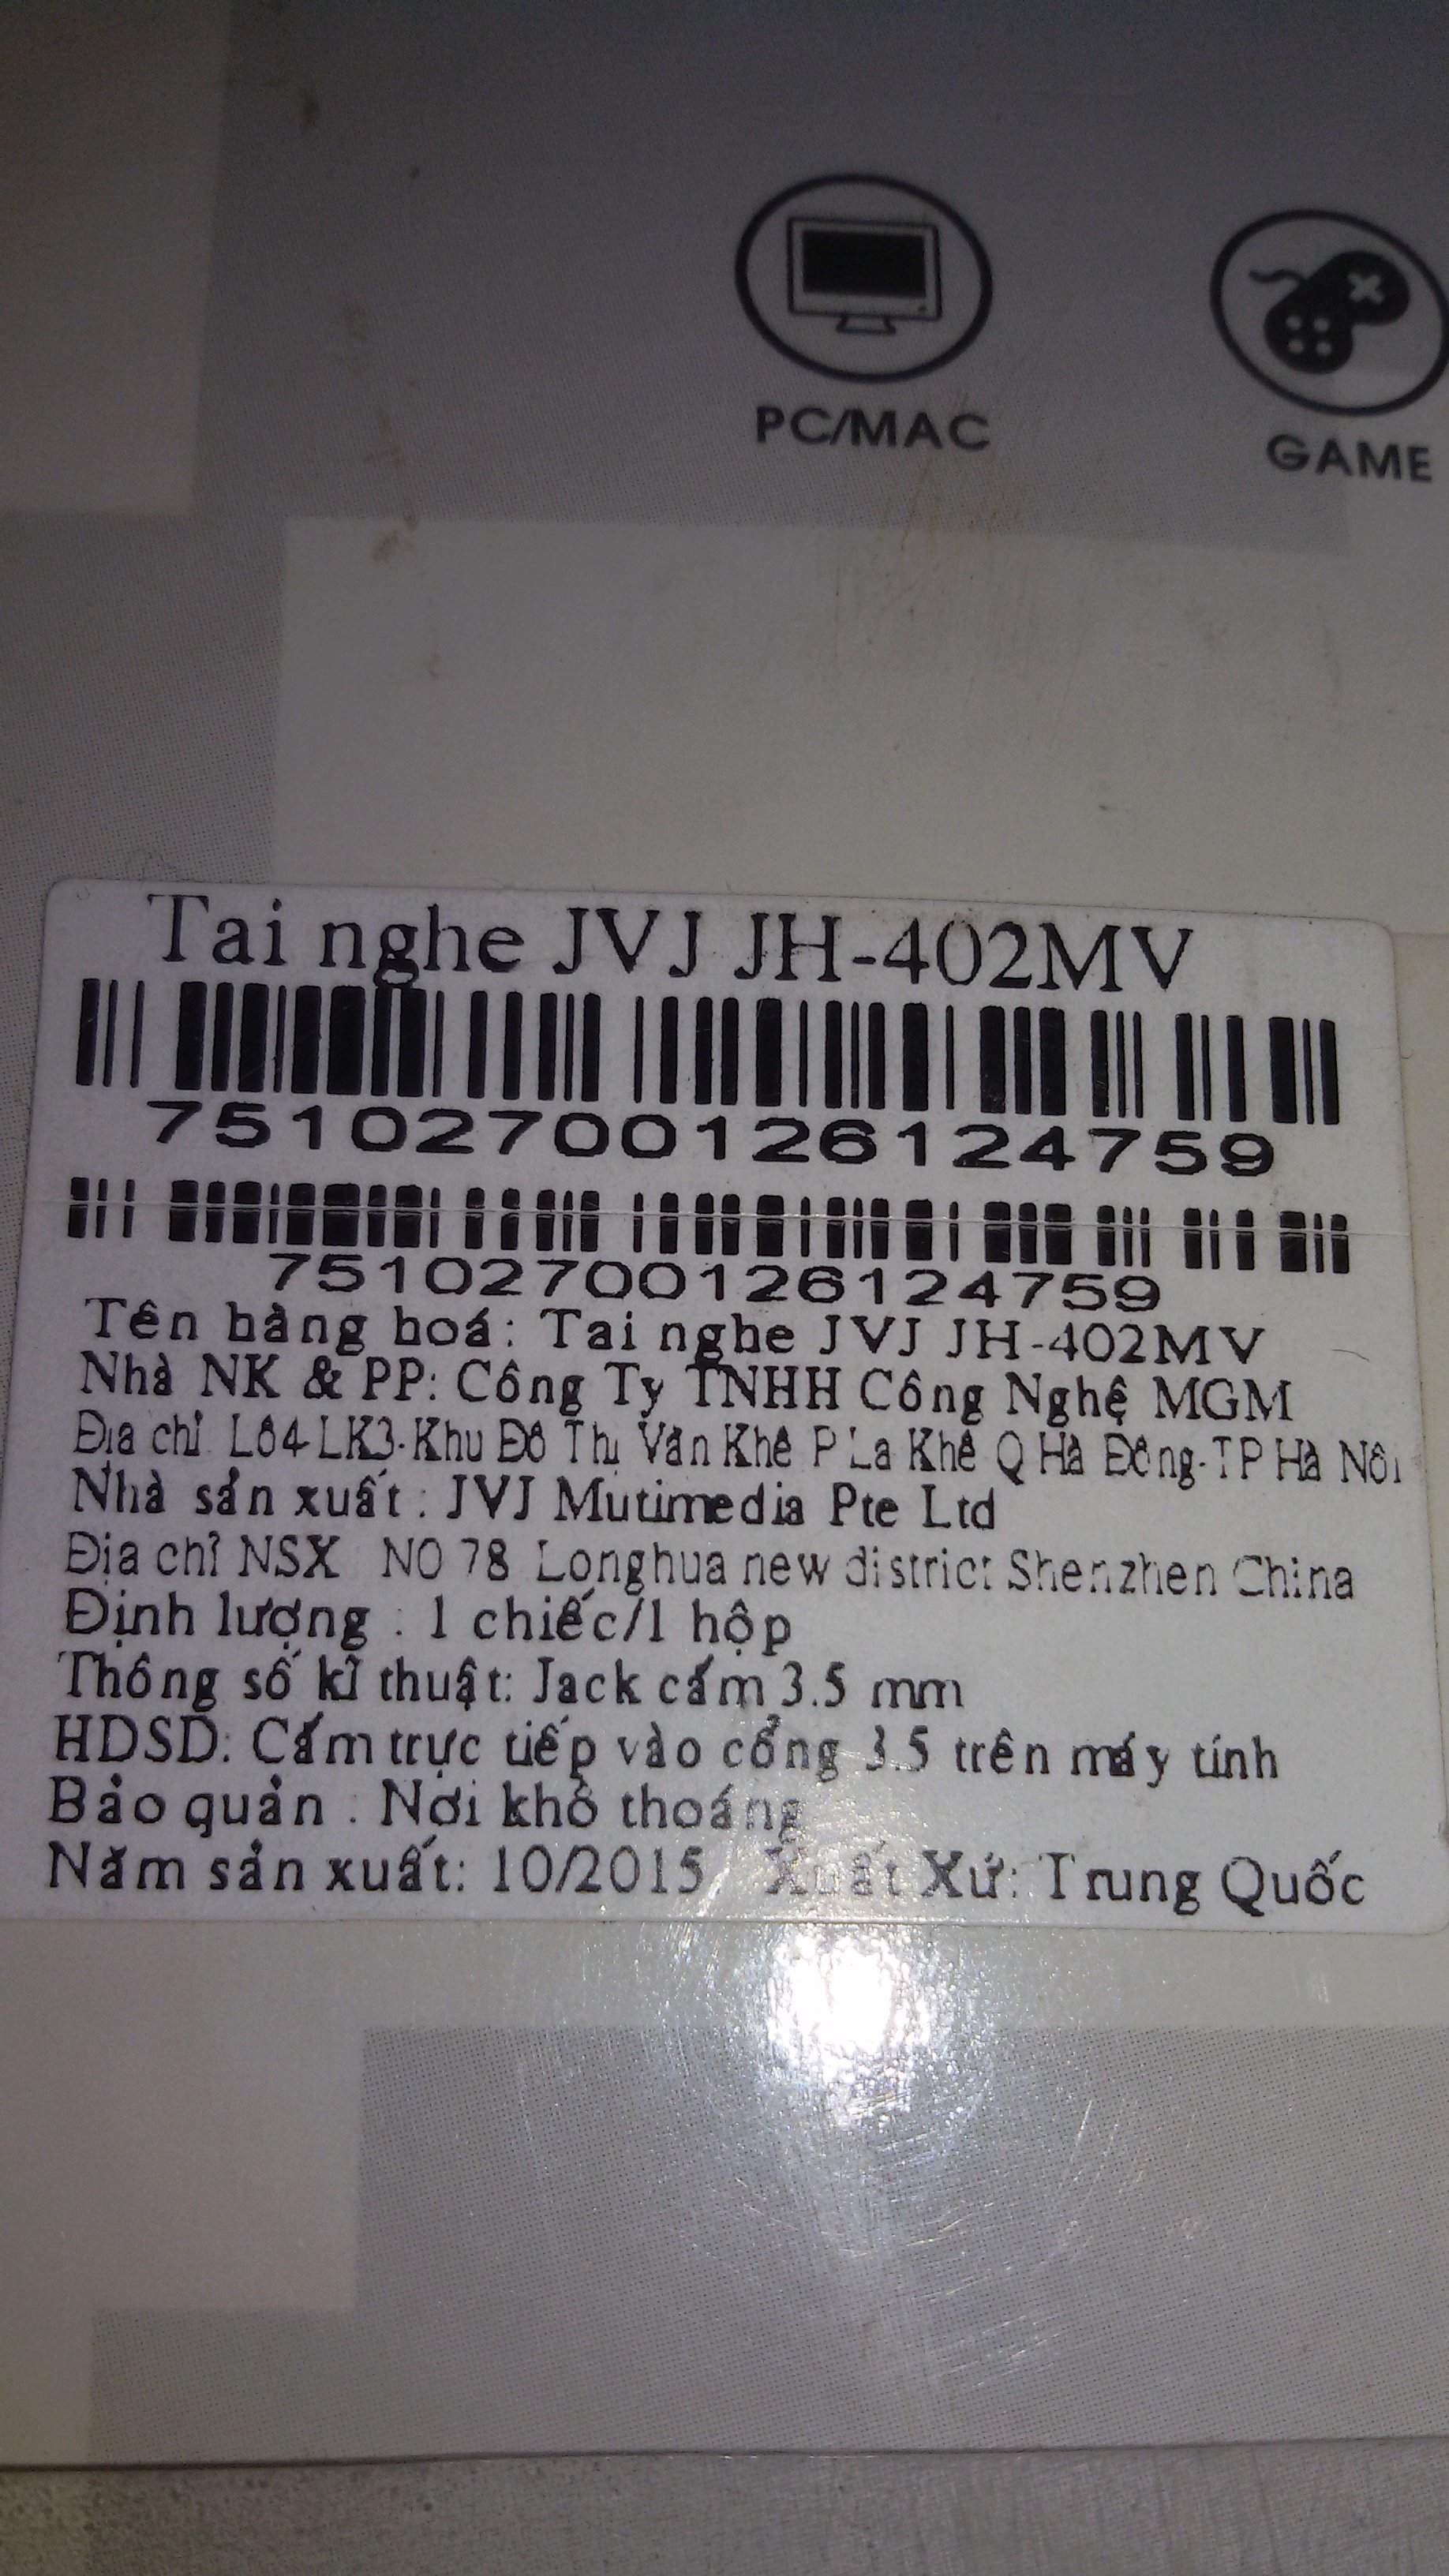 PC/MAC
GAME
Tai nghe JVJ JH-402MV
75102700126124759
75102700126124759
Tên hàng hoá: Tai nghe JVJ JH-402MV
Nhà NK & PP: Công Ty TNHH Công Nghệ MGM
Địa chỉ Lô4-LK3-Khu Đô Thị Văn Khê P La Khê Q Hà Đông-TP Hà Nội
Nhà sản xuất : JVJ Mutimedia Pte Ltd
Địa chỉ NSX NO 78 Longhua new district Shenzhen China
Định lượng : 1 chiếc/1 hộp
Thông số kĩ thuật: Jack cắm 3.5 mm
HDSD: Cắm trực tiếp vào cổng 3.5 trên máy tính
Bảo quản : Nơi khô thoáng
Năm sản xuất: 10/2015 Xuất Xứ: Trung Quốc